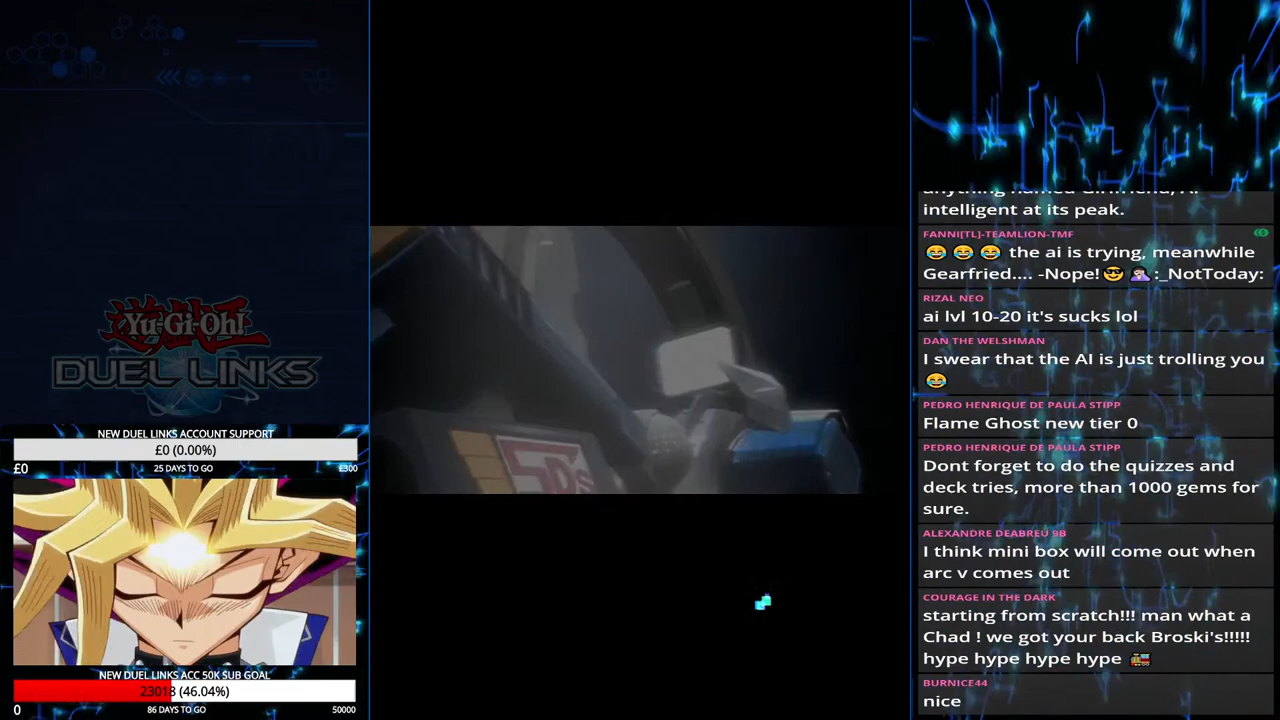 Yu-Gi-Oh!
DUEL LINKS
NEW DUEL LINKS ACCOUNT SUPPORT
£0 (0.00%)
£0
25 DAYS TO GO
£300
NEW DUEL LINKS ACC 50K SUB GOAL
23018 (46.04%)
0
86 DAYS TO GO
50000
5D's
intelligent at its peak.
FANNI[TL]-TEAMLION-TMF
😂 😂 😂 the ai is trying, meanwhile
Gearfried.... -Nope!😎 🤦🏻‍♀️:_NotToday:
RIZAL NEO
ai lvl 10-20 it's sucks lol
DAN THE WELSHMAN
I swear that the AI is just trolling you
😂
PEDRO HENRIQUE DE PAULA STIPP
Flame Ghost new tier 0
PEDRO HENRIQUE DE PAULA STIPP
Dont forget to do the quizzes and
deck tries, more than 1000 gems for
sure.
ALEXANDRE DEABREU 9B
I think mini box will come out when
arc v comes out
COURAGE IN THE DARK
starting from scratch!!! man what a
Chad ! we got your back Broski's!!!!!
hype hype hype hype 🚂
BURNICE44
nice